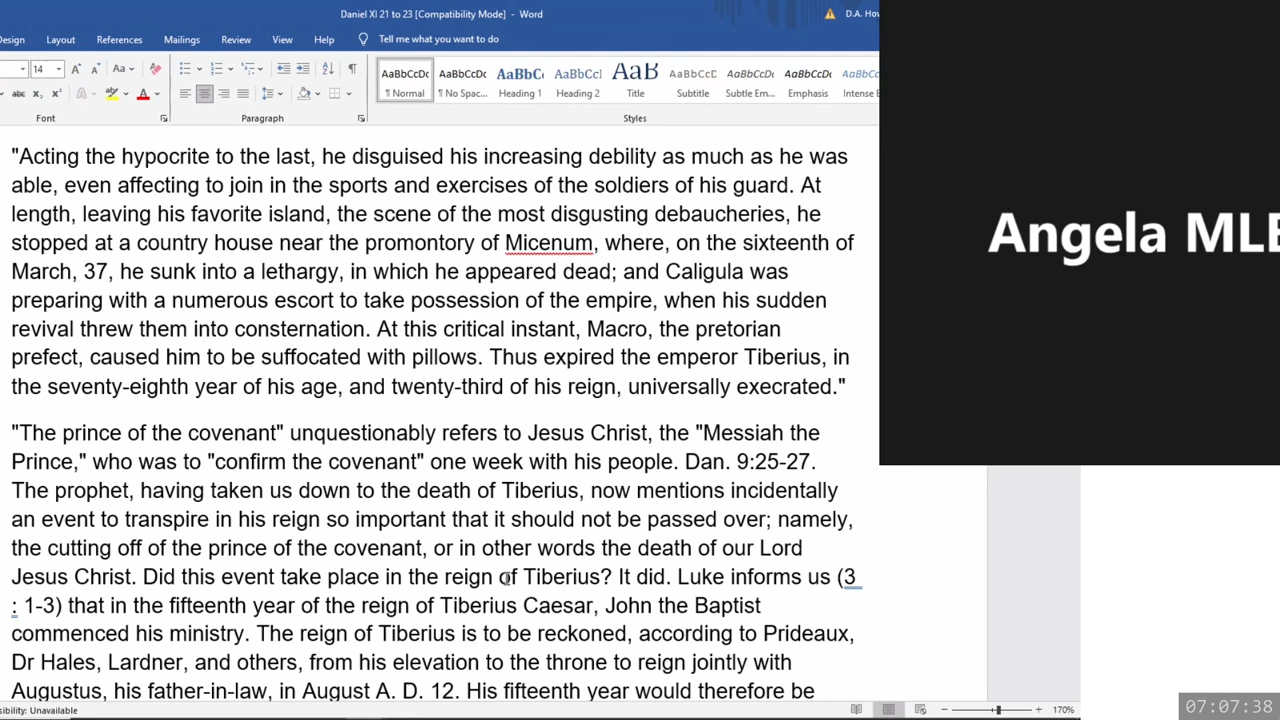 Daniel XI 21 to 23 [Compatibility Mode] - Word
D.A. How
Design
Layout
References
Mailings
Review
View
Help
Tell me what you want to do
14
Aa
AaBbCcDc
AaBbCcDc
AaBbCc
AaBbCcI
AaB
AaBbCcD
AaBbCcDc
AaBbCcDc
AaBbCcDc
¶ Normal
¶ No Spac...
Heading 1
Heading 2
Title
Subtitle
Subtle Em...
Emphasis
Intense E
Font
Paragraph
Styles
"Acting the hypocrite to the last, he disguised his increasing debility as much as he was
able, even affecting to join in the sports and exercises of the soldiers of his guard. At
length, leaving his favorite island, the scene of the most disgusting debaucheries, he
stopped at a country house near the promontory of Micenum, where, on the sixteenth of
March, 37, he sunk into a lethargy, in which he appeared dead; and Caligula was
preparing with a numerous escort to take possession of the empire, when his sudden
revival threw them into consternation. At this critical instant, Macro, the pretorian
prefect, caused him to be suffocated with pillows. Thus expired the emperor Tiberius, in
the seventy-eighth year of his age, and twenty-third of his reign, universally execrated."
"The prince of the covenant" unquestionably refers to Jesus Christ, the "Messiah the
Prince," who was to "confirm the covenant" one week with his people. Dan. 9:25-27.
The prophet, having taken us down to the death of Tiberius, now mentions incidentally
an event to transpire in his reign so important that it should not be passed over; namely,
the cutting off of the prince of the covenant, or in other words the death of our Lord
Jesus Christ. Did this event take place in the reign of Tiberius? It did. Luke informs us (3
: 1-3) that in the fifteenth year of the reign of Tiberius Caesar, John the Baptist
commenced his ministry. The reign of Tiberius is to be reckoned, according to Prideaux,
Dr Hales, Lardner, and others, from his elevation to the throne to reign jointly with
Augustus, his father-in-law, in August A. D. 12. His fifteenth year would therefore be
Angela MLE
sibility: Unavailable
170%
07:07:38